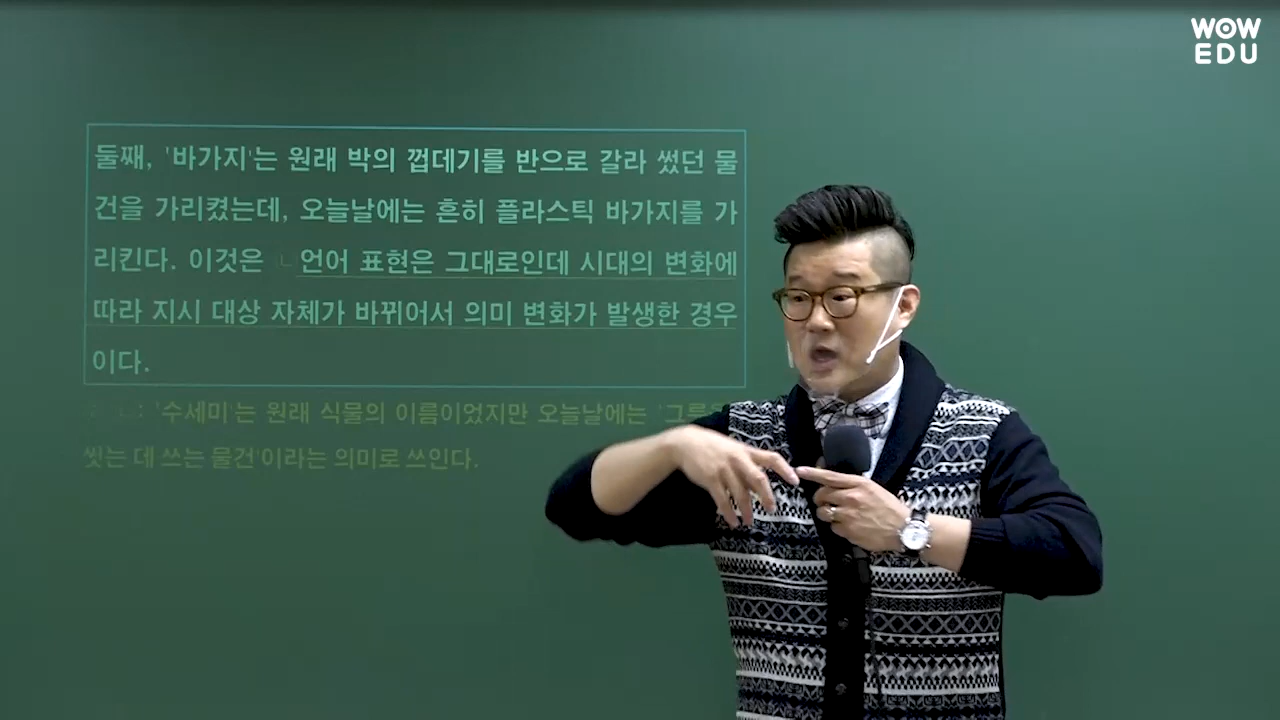 WOW
EDU
둘째, '바가지'는 원래 박의 껍데기를 반으로 갈라 썼던 물
건을 가리켰는데, 오늘날에는 흔히 플라스틱 바가지를 가
리킨다. 이것은 ㄴ 언어 표현은 그대로인데 시대의 변화에
따라 지시 대상 자체가 바뀌어서 의미 변화가 발생한 경우
이다.
'수세미'는 원래 식물의 이름이었지만 오늘날에는 '그릇을
씻는 데 쓰는 물건'이라는 의미로 쓰인다.